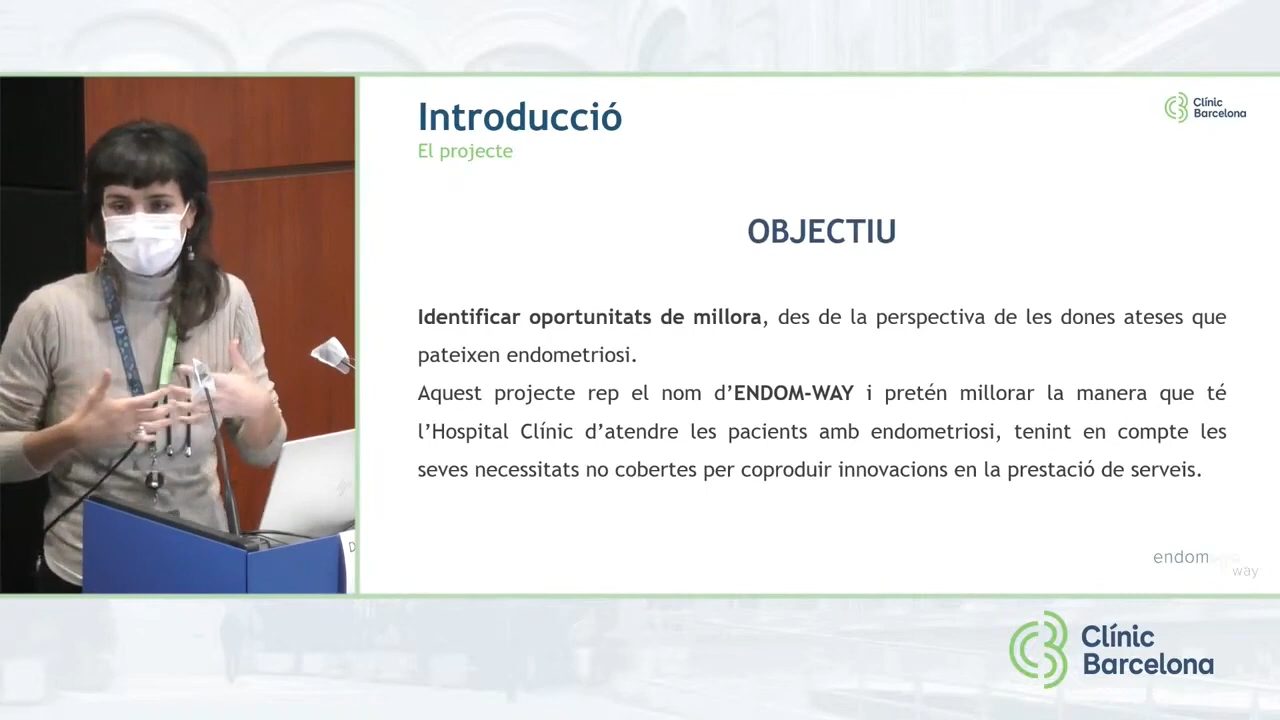 Introducció
El projecte
Clínic
Barcelona
OBJECTIU
Identificar oportunitats de millora, des de la perspectiva de les dones ateses que
pateixen endometriosi.
Aquest projecte rep el nom d’ENDOM-WAY i pretén millorar la manera que té
l’Hospital Clínic d’atendre les pacients amb endometriosi, tenint en compte les
seves necessitats no cobertes per coproduir innovacions en la prestació de serveis.
endom
way
Clínic
Barcelona